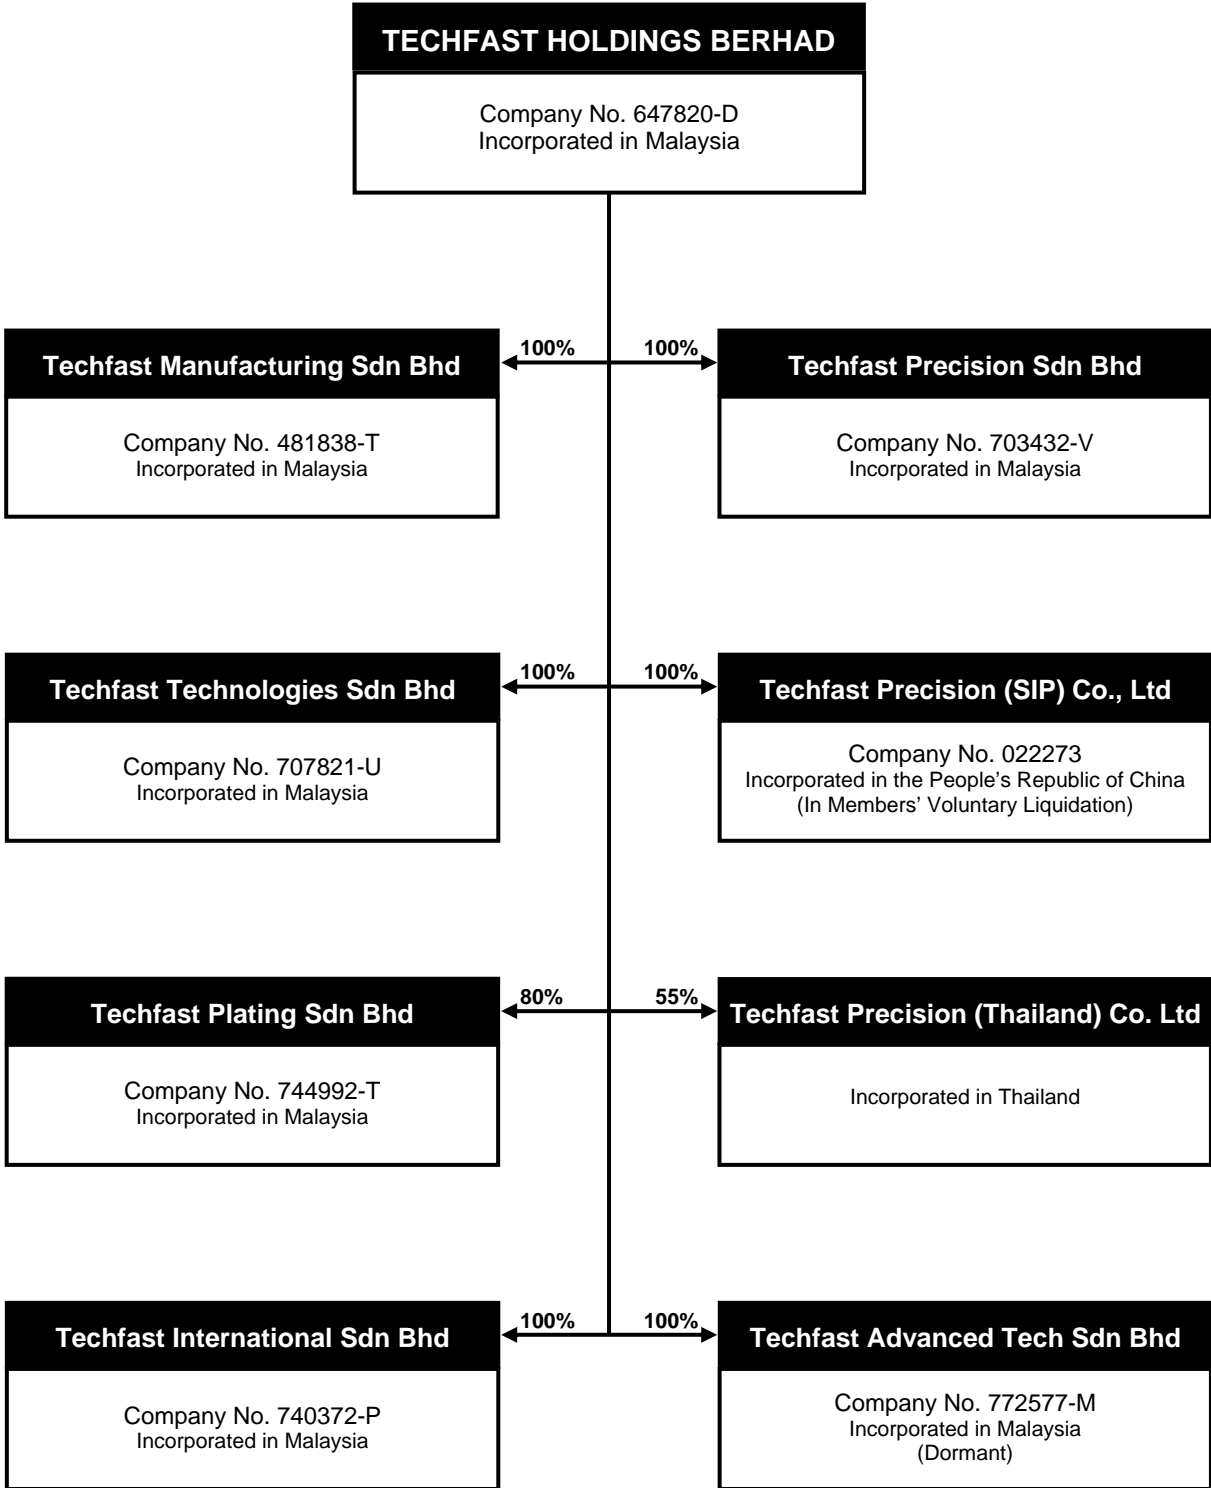 TECHFAST HOLDINGS BERHAD
Company No. 647820-D
Incorporated in Malaysia
100%
100%
Techfast Manufacturing Sdn Bhd
Company No. 481838-T
Incorporated in Malaysia
Techfast Precision Sdn Bhd
Company No. 703432-V
Incorporated in Malaysia
100%
100%
Techfast Technologies Sdn Bhd
Company No. 707821-U
Incorporated in Malaysia
Techfast Precision (SIP) Co., Ltd
Company No. 022273
Incorporated in the People’s Republic of China
(In Members’ Voluntary Liquidation)
80%
55%
Techfast Plating Sdn Bhd
Company No. 744992-T
Incorporated in Malaysia
Techfast Precision (Thailand) Co. Ltd
Incorporated in Thailand
100%
100%
Techfast International Sdn Bhd
Company No. 740372-P
Incorporated in Malaysia
Techfast Advanced Tech Sdn Bhd
Company No. 772577-M
Incorporated in Malaysia
(Dormant)